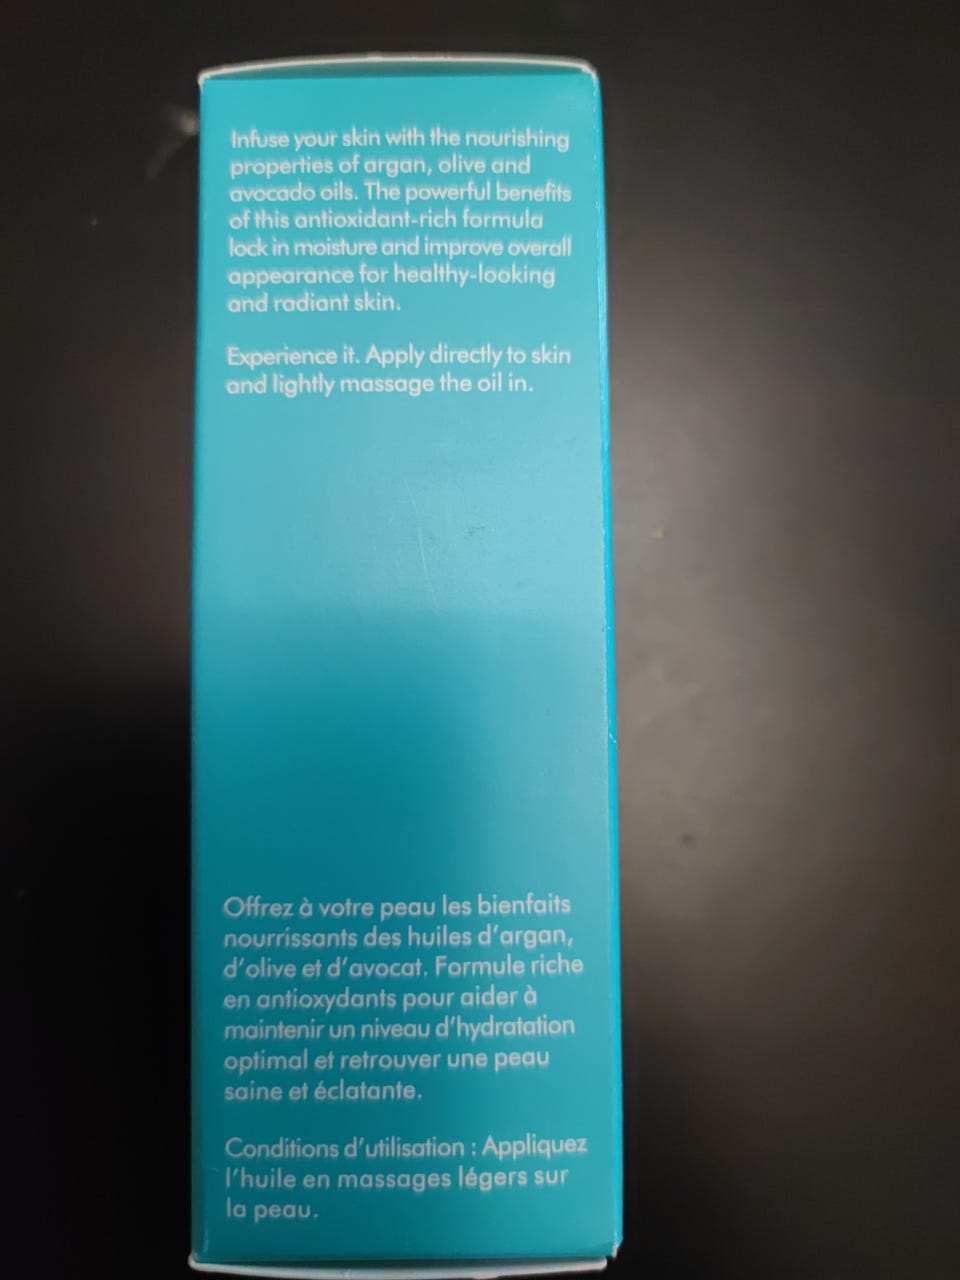 Infuse your skin with the nourishing
properties of argan, olive and
avocado oils. The powerful benefits
of this antioxidant-rich formula
lock in moisture and improve overall
appearance for healthy-looking
and radiant skin.
Experience it. Apply directly to skin
and lightly massage the oil in.
Offrez à votre peau les bienfaits
nourrissants des huiles d'argan,
d'olive et d'avocat. Formule riche
en antioxydants pour aider à
maintenir un niveau d'hydratation
optimal et retrouver une peau
saine et éclatante.
Conditions d'utilisation : Appliquez
l'huile en massages légers sur
la peau.